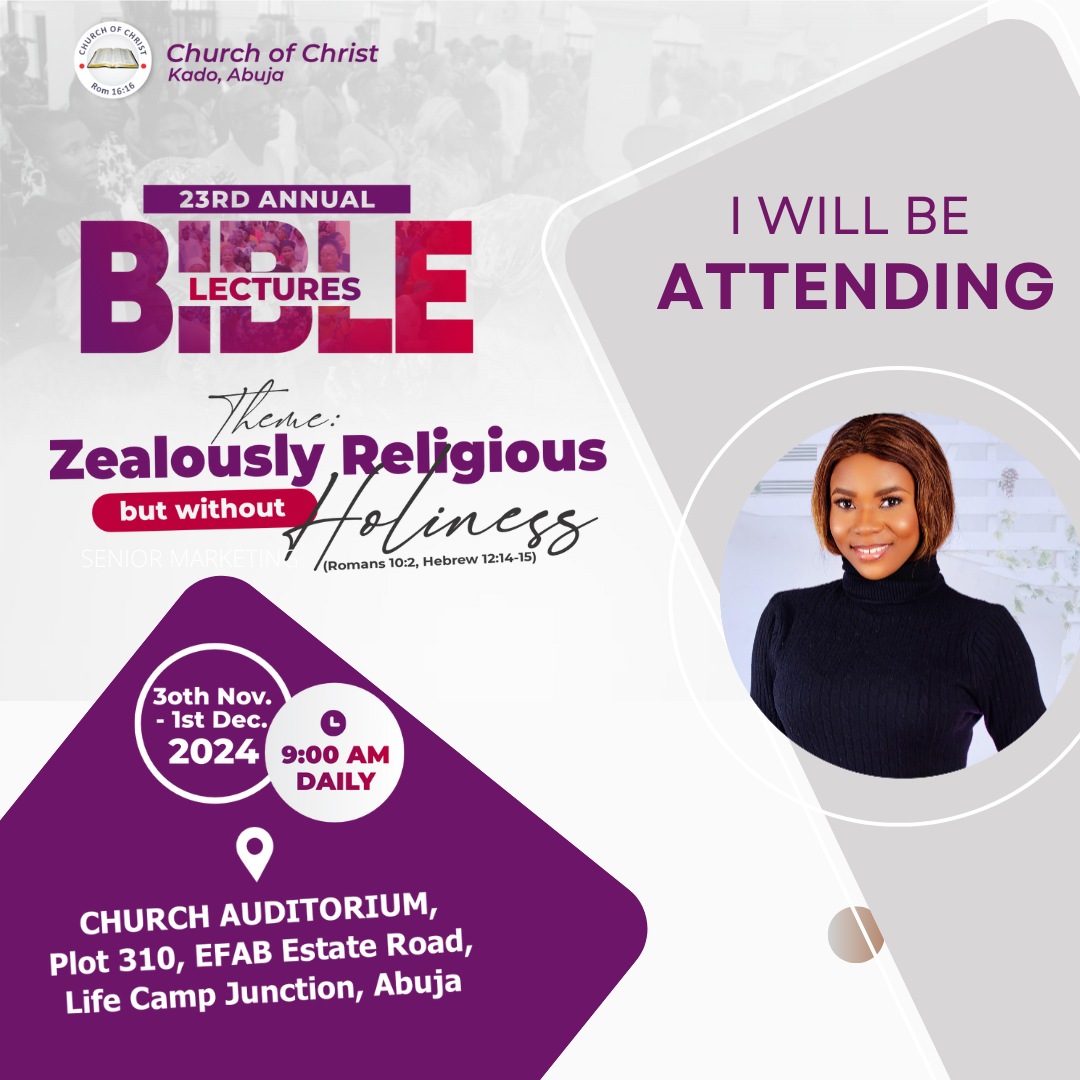 CHURCH OF CHRIST
Rom 16:16
Church of Christ
Kado, Abuja
23RD ANNUAL
BIBLE
LECTURES
Theme:
Zealously Religious
but without
Holiness
SENIOR MARKETING
(Romans 10:2, Hebrew 12:14-15)
I WILL BE
ATTENDING
3oth Nov.
- 1st Dec.
2024
9:00 AM
DAILY
CHURCH AUDITORIUM,
Plot 310, EFAB Estate Road,
Life Camp Junction, Abuja